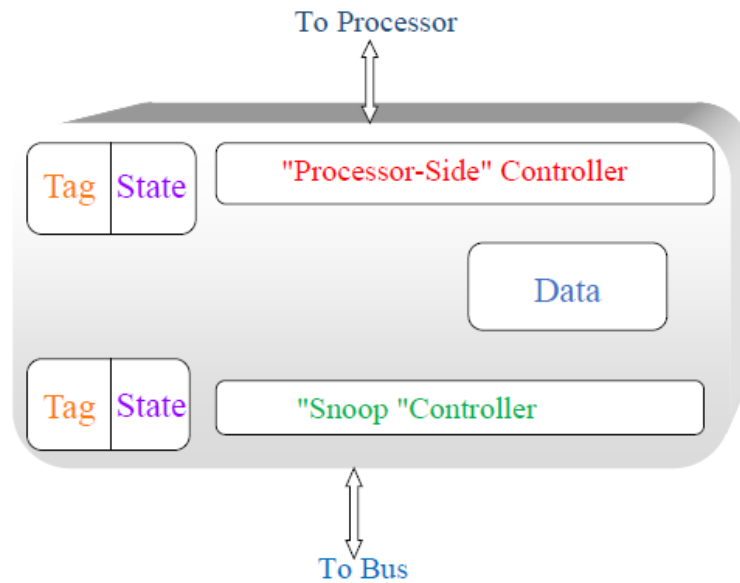 To Processor
Tag State "Processor-Side" Controller
Data
Tag State "Snoop "Controller
To Bus